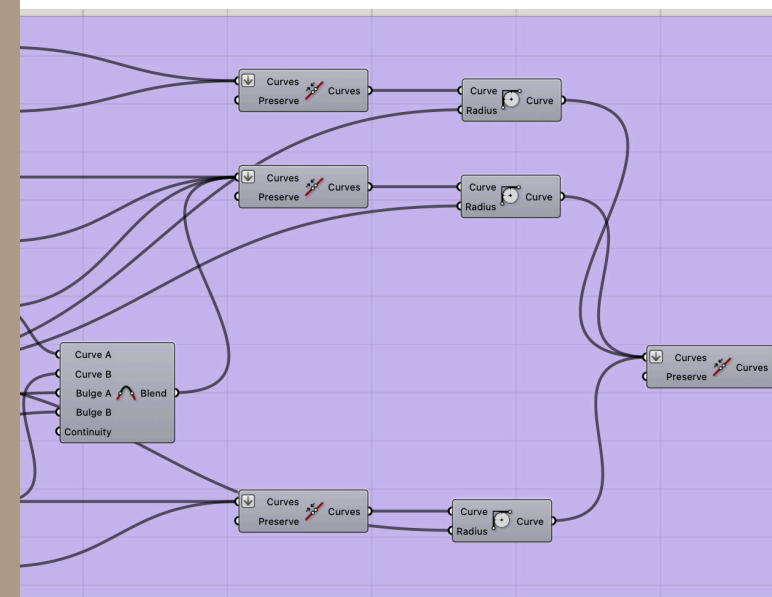 Curves
Preserve
Curves
Curve
Radius
Curve
Curves
Preserve
Curves
Curve
Radius
Curve
Curve A
Curve B
Bulge A
Bulge B
Continuity
Blend
Curves
Preserve
Curves
Curves
Preserve
Curves
Curve
Radius
Curve